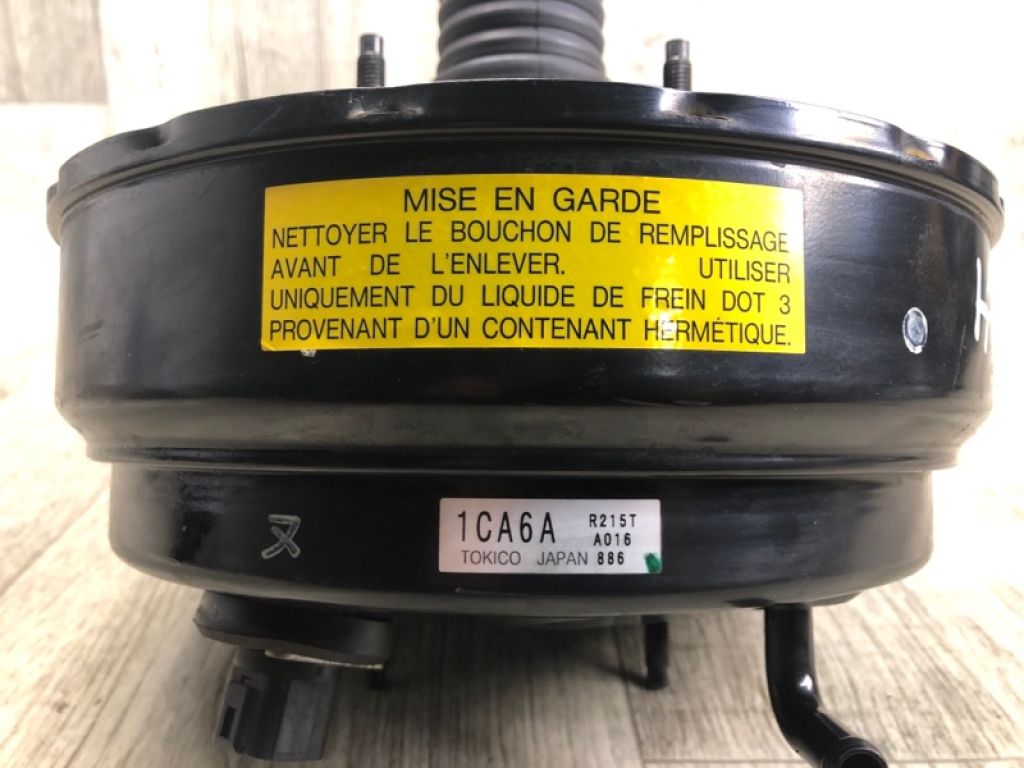 MISE EN GARDE
NETTOYER LE BOUCHON DE REMPLISSAGE
AVANT DE L'ENLEVER. UTILISER
UNIQUEMENT DU LIQUIDE DE FREIN DOT 3
PROVENANT D'UN CONTENANT HERMÉTIQUE.
H
1CA6A R215T
A016
TOKICO JAPAN 886
ヌ